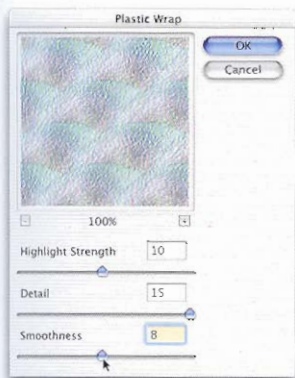 Plastic Wrap
OK
Cancel
- 100% +
Highlight Strength 10
Detail 15
Smoothness 8